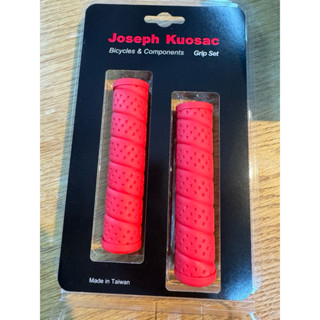 Joseph Kuosac
Bicycles & Components Grip Set
Made in Taiwan